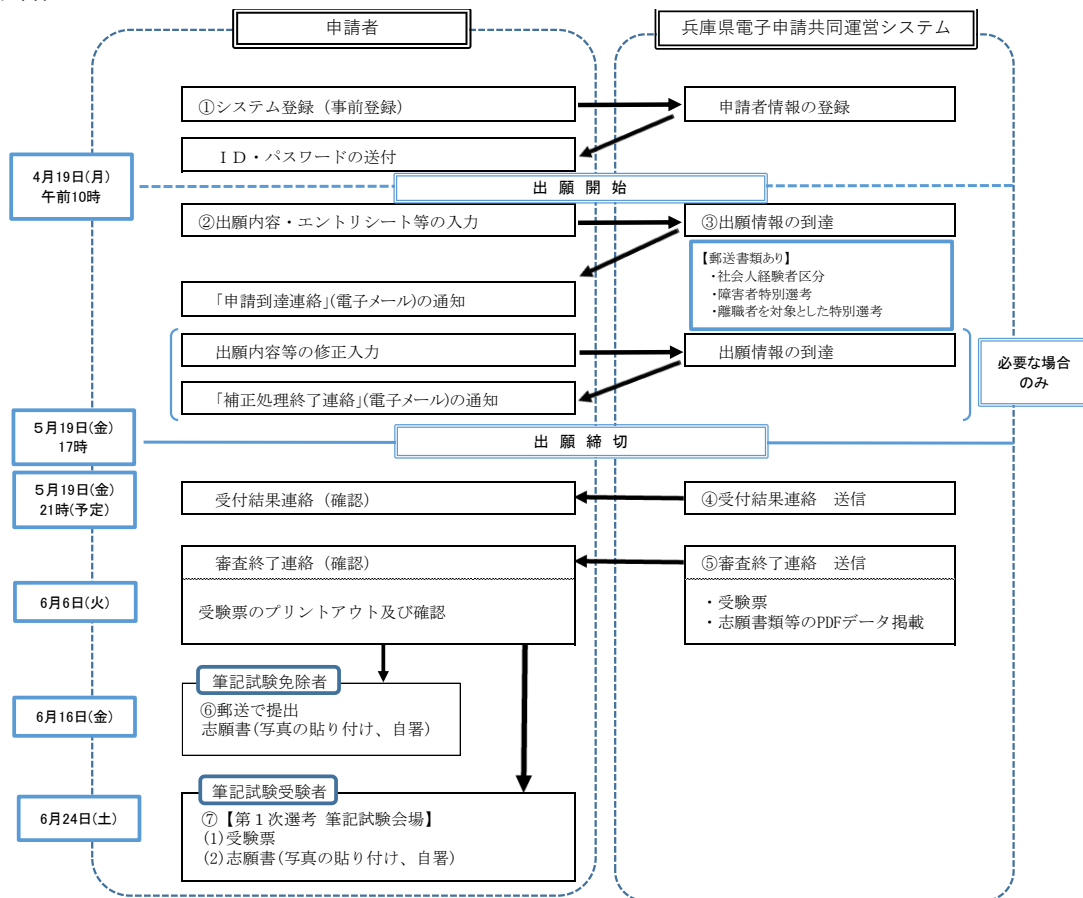 申請者
兵庫県電子申請共同運営システム
①システム登録（事前登録）
申請者情報の登録
ＩＤ・パスワードの送付
4月19日(月)
午前10時
出願開始
②出願内容・エントリシート等の入力
③出願情報の到達
【郵送書類あり】
・社会人経験者区分
・障害者特別選考
・離職者を対象とした特別選考
「申請到達連絡」(電子メール)の通知
出願内容等の修正入力
出願情報の到達
必要な場合
のみ
「補正処理終了連絡」(電子メール)の通知
５月19日(金)
17時
出願締切
５月19日(金)
21時(予定)
受付結果連絡（確認）
④受付結果連絡　送信
審査終了連絡（確認）
⑤審査終了連絡　送信
6月6日(火)
受験票のプリントアウト及び確認
・受験票
・志願書類等のPDFデータ掲載
筆記試験免除者
6月16日(金)
⑥郵送で提出
志願書(写真の貼り付け、自署)
筆記試験受験者
6月24日(土)
⑦【第１次選考 筆記試験会場】
(1)受験票
(2)志願書(写真の貼り付け、自署)